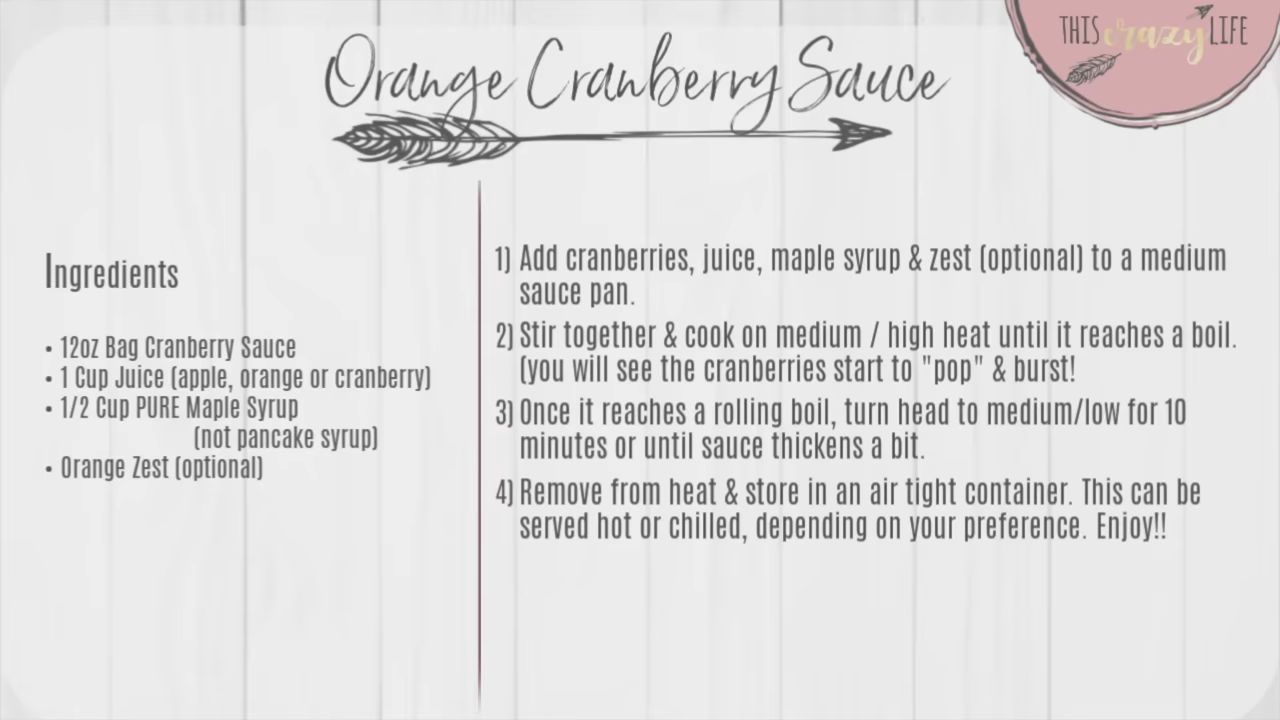 THIS crazy LIFE
Orange Cranberry Sauce
Ingredients
• 12oz Bag Cranberry Sauce
• 1 Cup Juice (apple, orange or cranberry)
• 1/2 Cup PURE Maple Syrup
(not pancake syrup)
• Orange Zest (optional)
1) Add cranberries, juice, maple syrup & zest (optional) to a medium
sauce pan.
2) Stir together & cook on medium / high heat until it reaches a boil.
(you will see the cranberries start to "pop" & burst!
3) Once it reaches a rolling boil, turn head to medium/low for 10
minutes or until sauce thickens a bit.
4) Remove from heat & store in an air tight container. This can be
served hot or chilled, depending on your preference. Enjoy!!